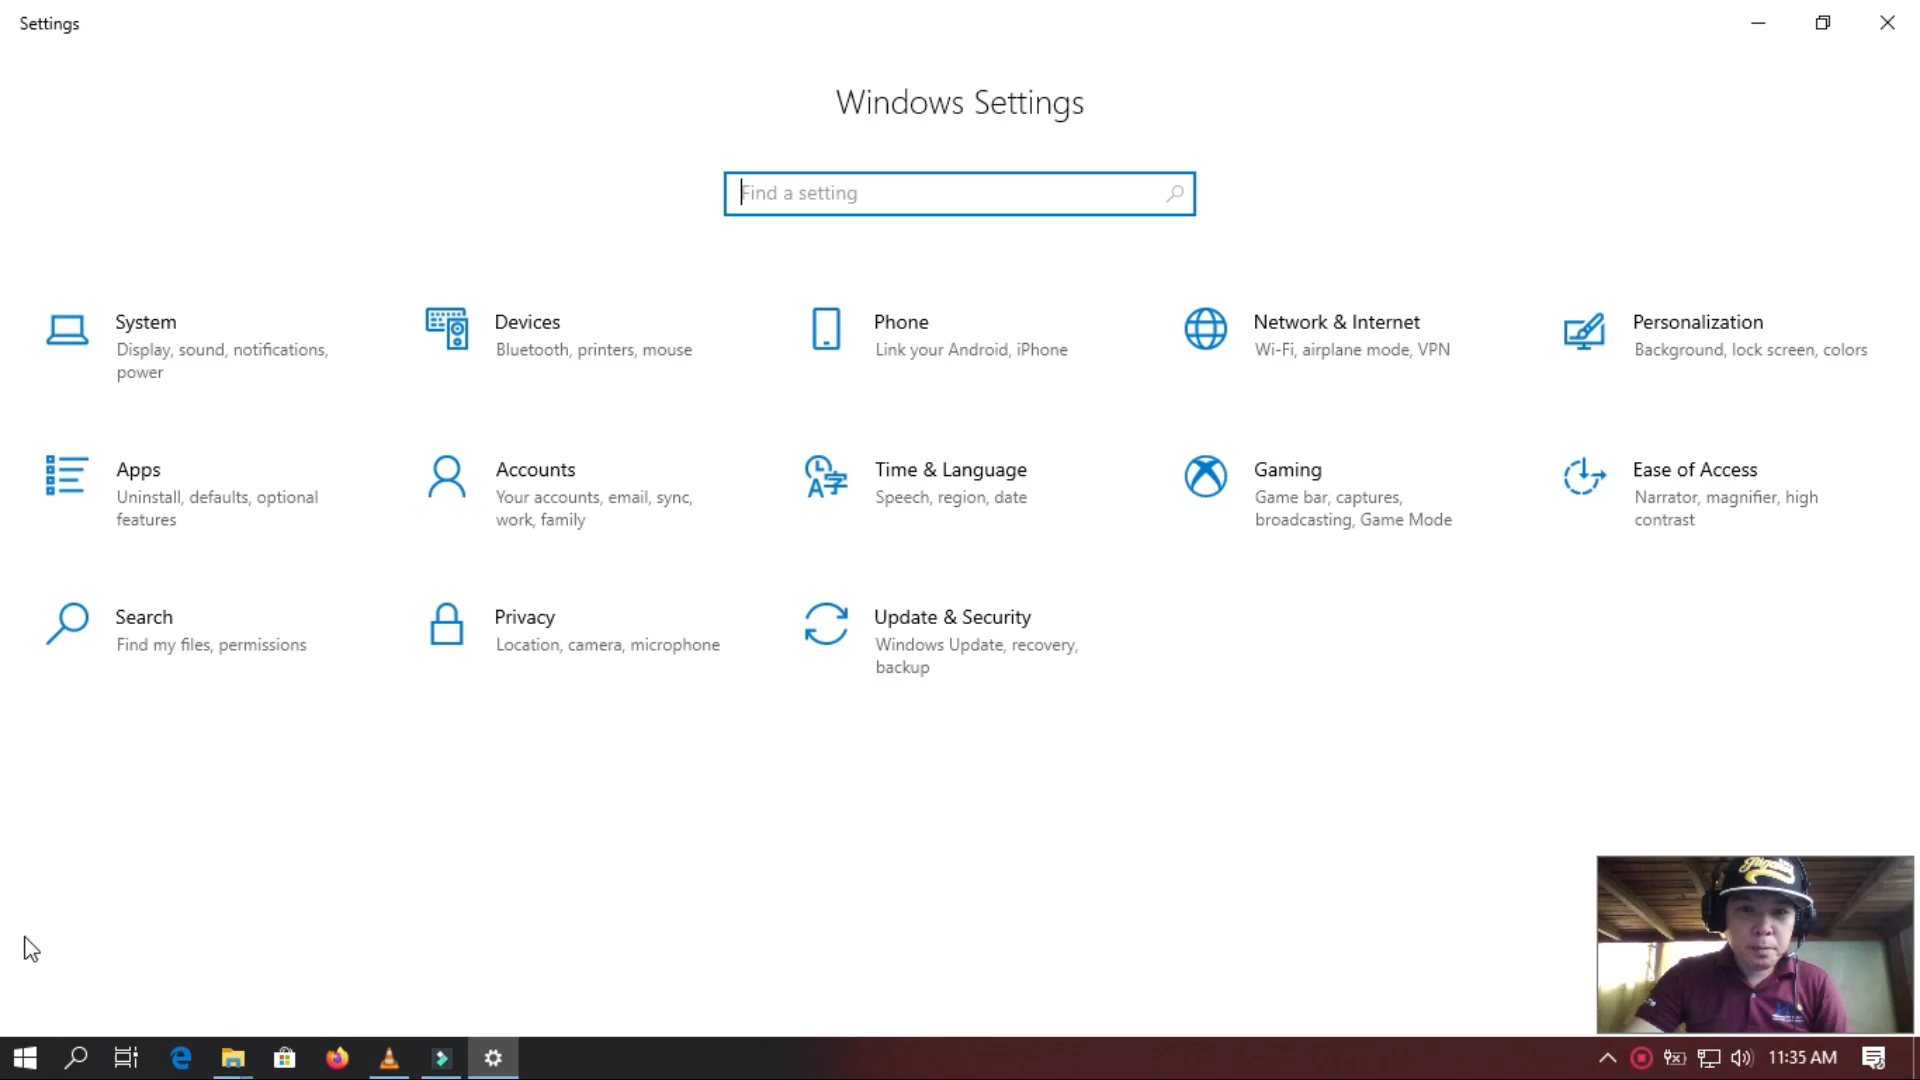 Settings
Windows Settings
Find a setting
System
Display, sound, notifications,
power
Devices
Bluetooth, printers, mouse
Phone
Link your Android, iPhone
Network & Internet
Wi-Fi, airplane mode, VPN
Personalization
Background, lock screen, colors
Apps
Uninstall, defaults, optional
features
Accounts
Your accounts, email, sync,
work, family
Time & Language
Speech, region, date
Gaming
Game bar, captures,
broadcasting, Game Mode
Ease of Access
Narrator, magnifier, high
contrast
Search
Find my files, permissions
Privacy
Location, camera, microphone
Update & Security
Windows Update, recovery,
backup
11:35 AM